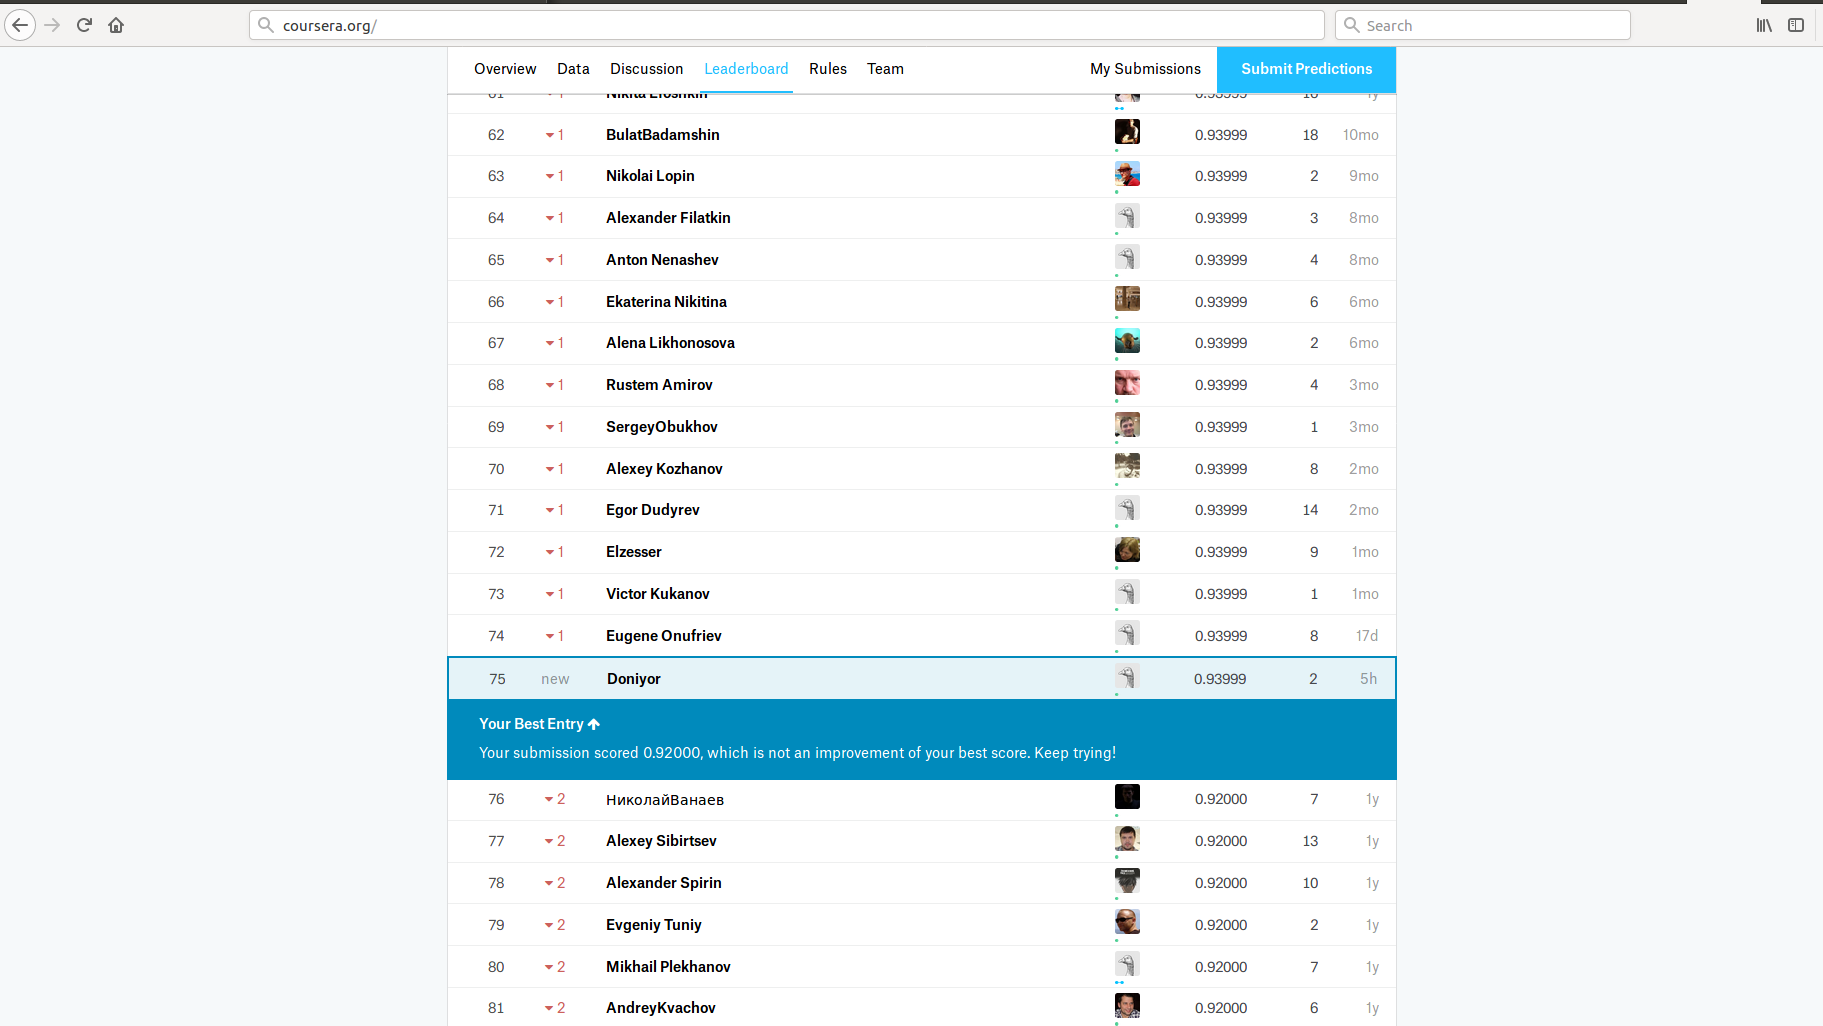 coursera.org/
Search
Overview Data Discussion Leaderboard Rules Team My Submissions Submit Predictions
61 1 Nikita Eroshkin 0.93999 16 1y
62 1 BulatBadamshin 0.93999 18 10mo
63 1 Nikolai Lopin 0.93999 2 9mo
64 1 Alexander Filatkin 0.93999 3 8mo
65 1 Anton Nenashev 0.93999 4 8mo
66 1 Ekaterina Nikitina 0.93999 6 6mo
67 1 Alena Likhonosova 0.93999 2 6mo
68 1 Rustem Amirov 0.93999 4 3mo
69 1 SergeyObukhov 0.93999 1 3mo
70 1 Alexey Kozhanov 0.93999 8 2mo
71 1 Egor Dudyrev 0.93999 14 2mo
72 1 Elzesser 0.93999 9 1mo
73 1 Victor Kukanov 0.93999 1 1mo
74 1 Eugene Onufriev 0.93999 8 17d
75 new Doniyor 0.93999 2 5h
Your Best Entry
Your submission scored 0.92000, which is not an improvement of your best score. Keep trying!
76 2 НиколайВанаев 0.92000 7 1y
77 2 Alexey Sibirtsev 0.92000 13 1y
78 2 Alexander Spirin 0.92000 10 1y
79 2 Evgeniy Tuniy 0.92000 2 1y
80 2 Mikhail Plekhanov 0.92000 7 1y
81 2 AndreyKvachov 0.92000 6 1y